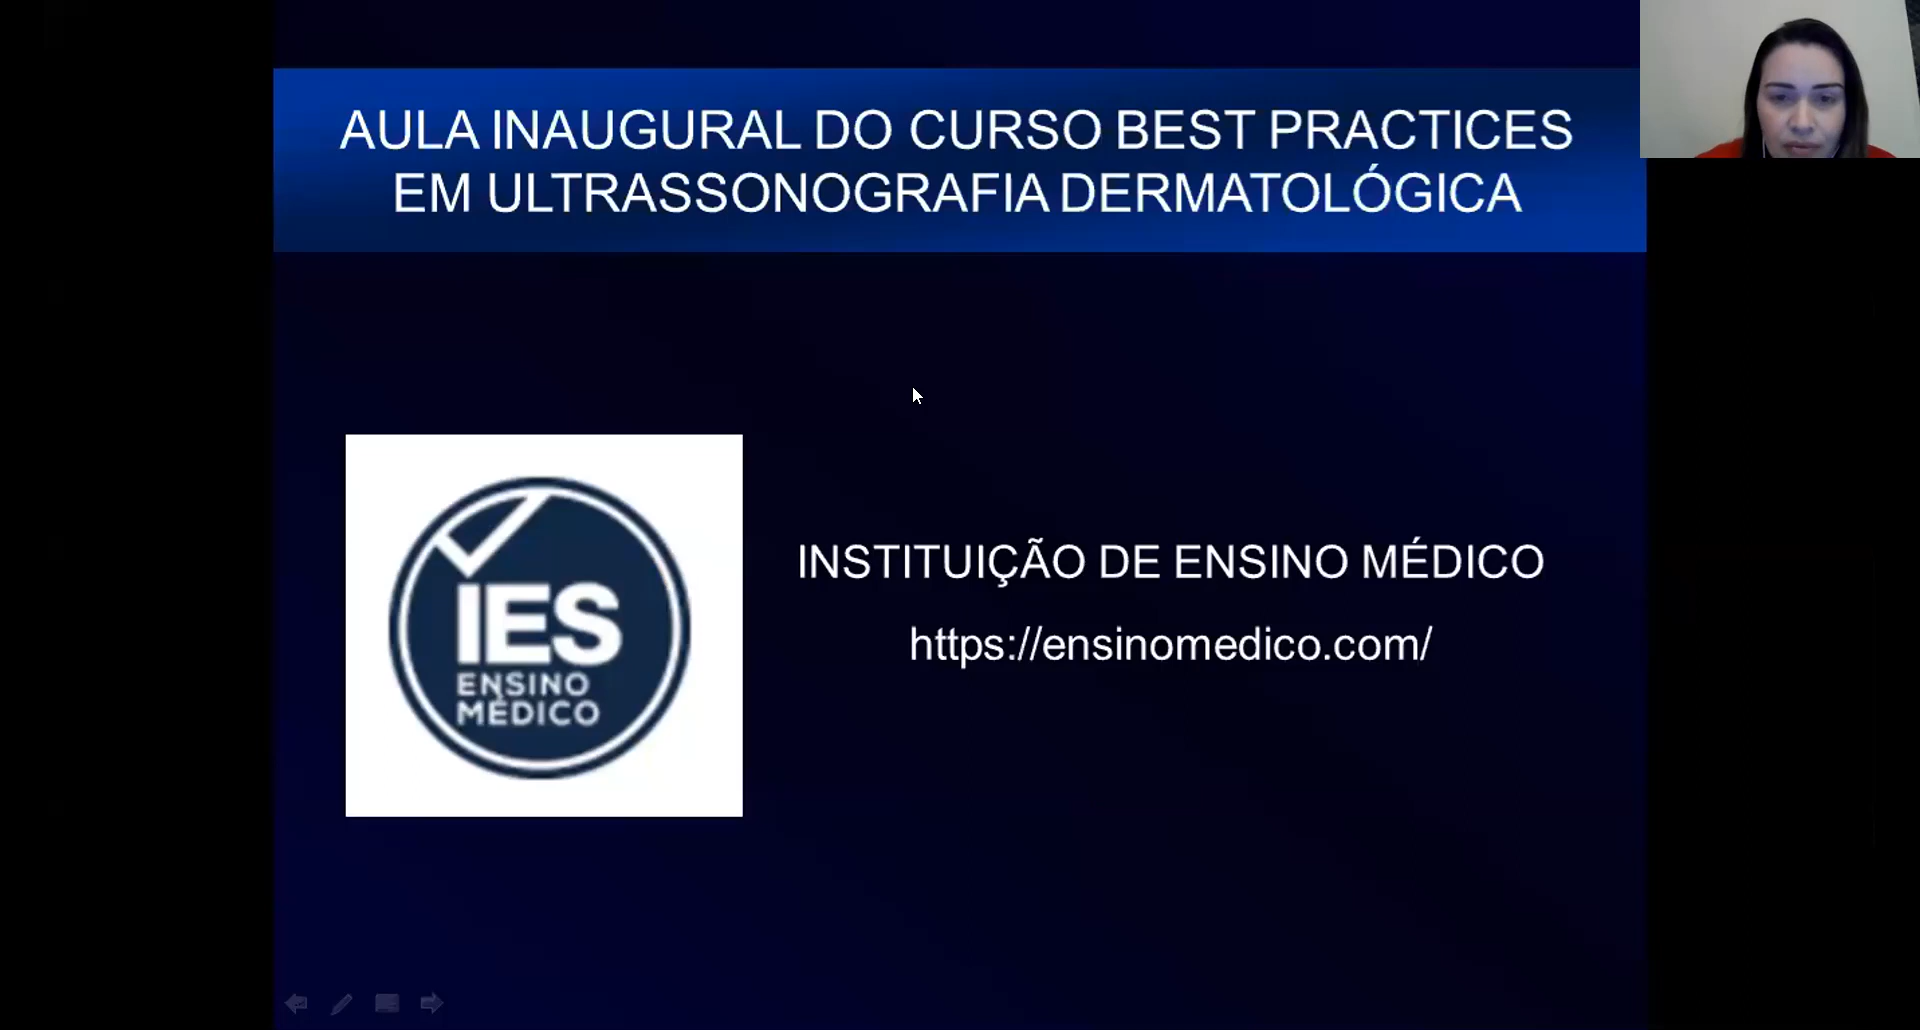 AULA INAUGURAL DO CURSO BEST PRACTICES
EM ULTRASSONOGRAFIA DERMATOLÓGICA
IES
ENSINO
MÉDICO
INSTITUIÇÃO DE ENSINO MÉDICO
https://ensinomedico.com/